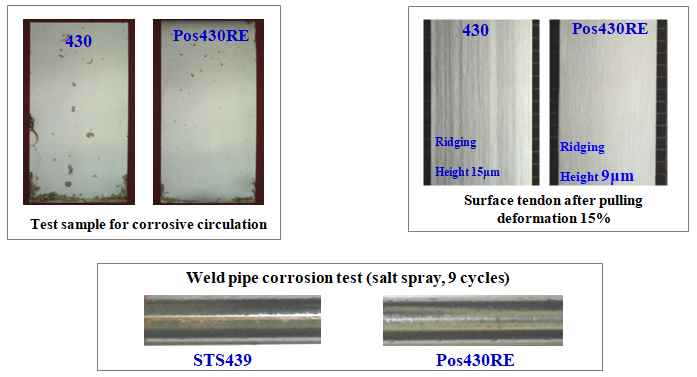 430
Pos430RE
Test sample for corrosive circulation
430
Pos430RE
Ridging
Height 15μm
Ridging
Height 9μm
Surface tendon after pulling
deformation 15%
Weld pipe corrosion test (salt spray, 9 cycles)
STS439
Pos430RE